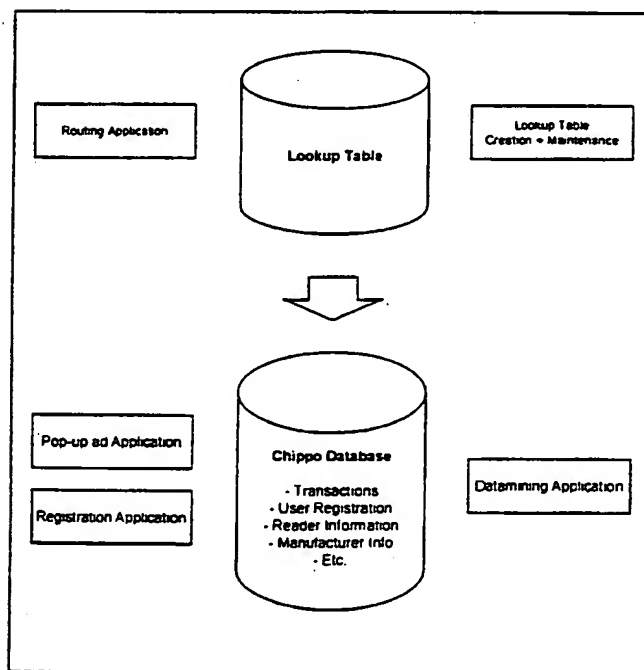 Routing Application
Lookup Table
Lookup Table
Creation + Maintenance
Pop-up ad Application
Registration Application
Chippo Database
- Transactions
- User Registration
- Reader Information
- Manufacturer Info
- Etc.
Datamining Application